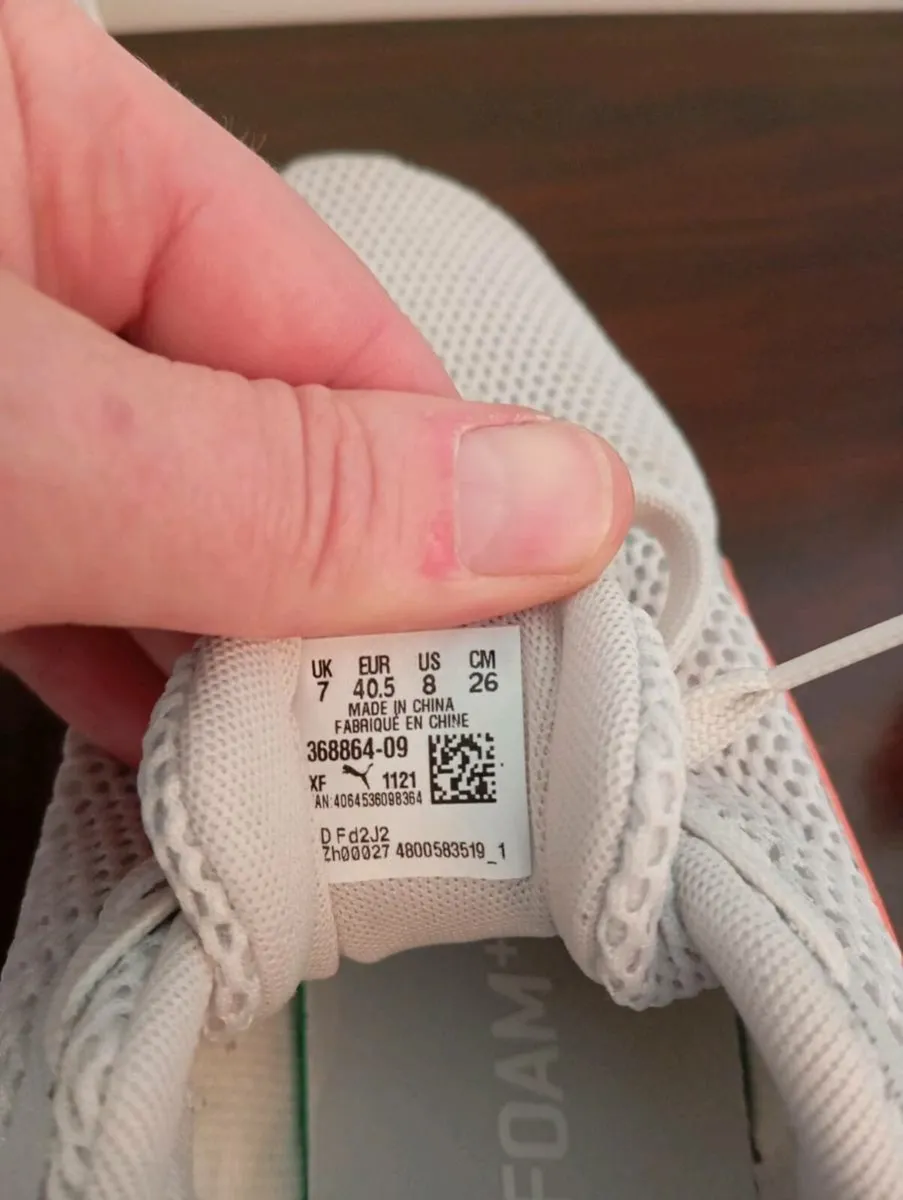 UK EUR US CM
7 40.5 8 26
MADE IN CHINA
FABRIQUÉ EN CHINE
368864-09
XF 1121
AN:4064536098364
D Fd2J2
Zh00027 4800583519_1
FOAM+